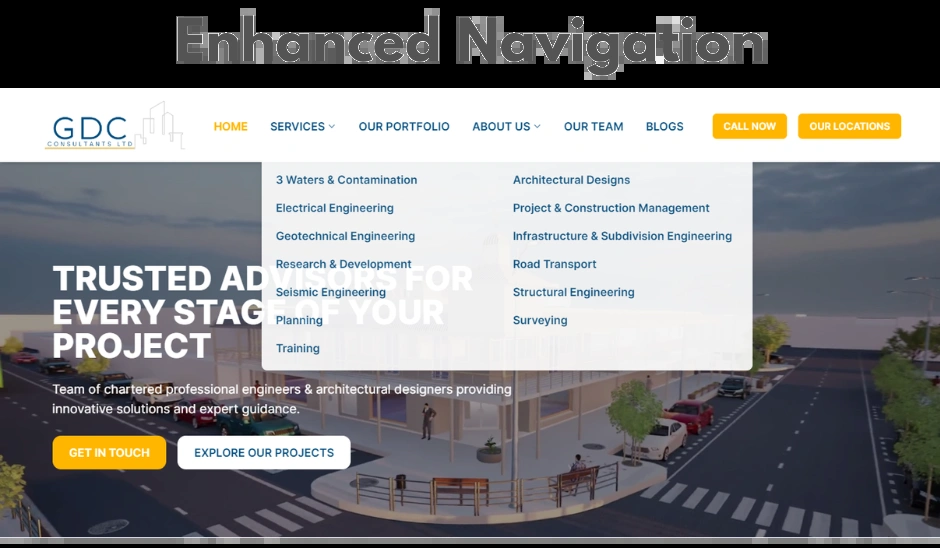 Enhanced Navigation
GDC
CONSULTANTS LTD
HOME
SERVICES
OUR PORTFOLIO
ABOUT US
OUR TEAM
BLOGS
CALL NOW
OUR LOCATIONS
3 Waters & Contamination
Architectural Designs
Electrical Engineering
Project & Construction Management
Geotechnical Engineering
Infrastructure & Subdivision Engineering
Research & Development
Road Transport
Seismic Engineering
Structural Engineering
Planning
Surveying
Training
TRUSTED ADVISORS FOR
EVERY STAGE OF YOUR
PROJECT
Team of chartered professional engineers & architectural designers providing
innovative solutions and expert guidance.
GET IN TOUCH
EXPLORE OUR PROJECTS